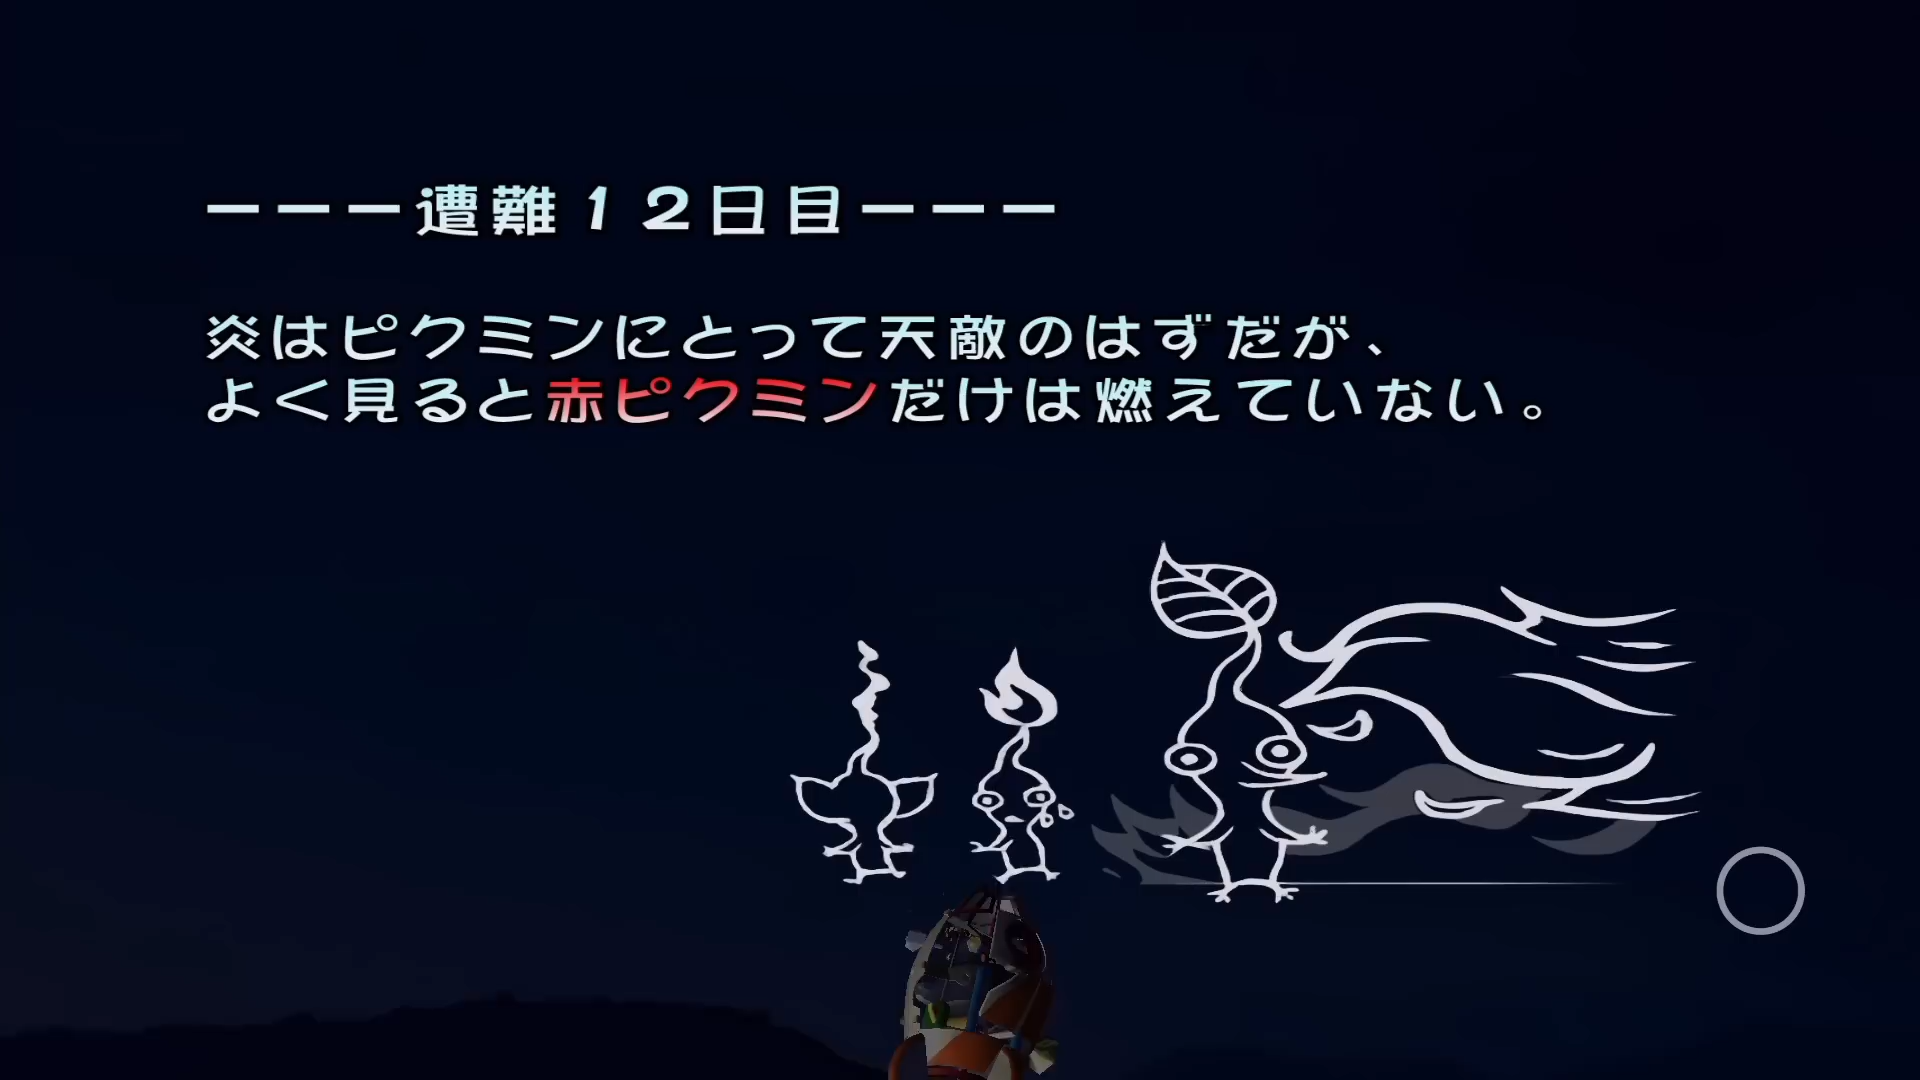 ーーー遭難１２日目ーーー
炎はピクミンにとって天敵のはずだが、
よく見ると赤ピクミンだけは燃えていない。